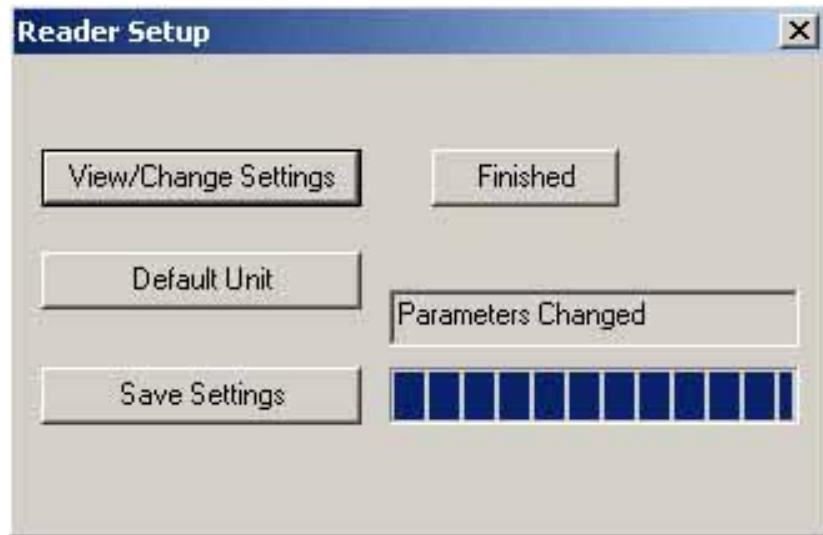 Reader Setup
View/Change Settings
Finished
Default Unit
Parameters Changed
Save Settings